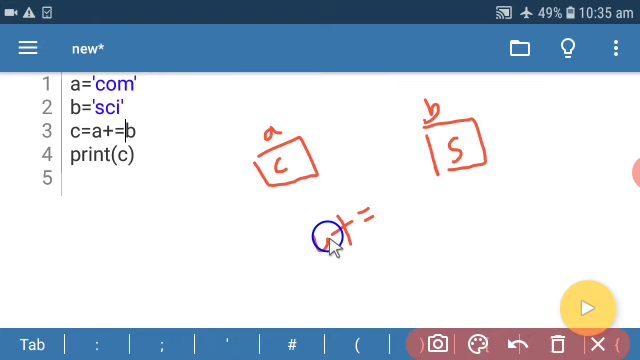 49% 10:35 am
new*
1 a='com'
2 b='sci'
3 c=a+=b
4 print(c)
5
a b
C S
+=
Tab : ; ' # ( )